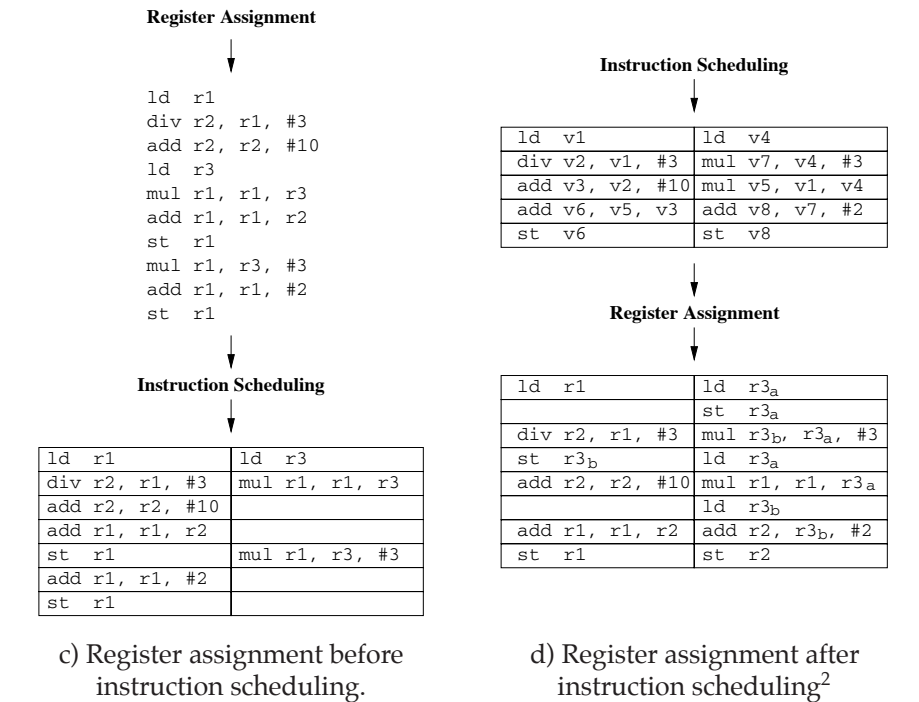 Register Assignment
ld r1
div r2, r1, #3
add r2, r2, #10
ld r3
mul r1, r1, r3
add r1, r1, r2
st r1
mul r1, r3, #3
add r1, r1, #2
st r1
Instruction Scheduling
ld r1 ld r3
div r2, r1, #3 mul r1, r1, r3
add r2, r2, #10
add r1, r1, r2
st r1 mul r1, r3, #3
add r1, r1, #2
st r1
c) Register assignment before
instruction scheduling.
Instruction Scheduling
ld v1 ld v4
div v2, v1, #3 mul v7, v4, #3
add v3, v2, #10 mul v5, v1, v4
add v6, v5, v3 add v8, v7, #2
st v6 st v8
Register Assignment
ld r1 ld r3a
st r3a
div r2, r1, #3 mul r3b, r3a, #3
st r3b ld r3a
add r2, r2, #10 mul r1, r1, r3a
ld r3b
add r1, r1, r2 add r2, r3b, #2
st r1 st r2
d) Register assignment after
instruction scheduling2